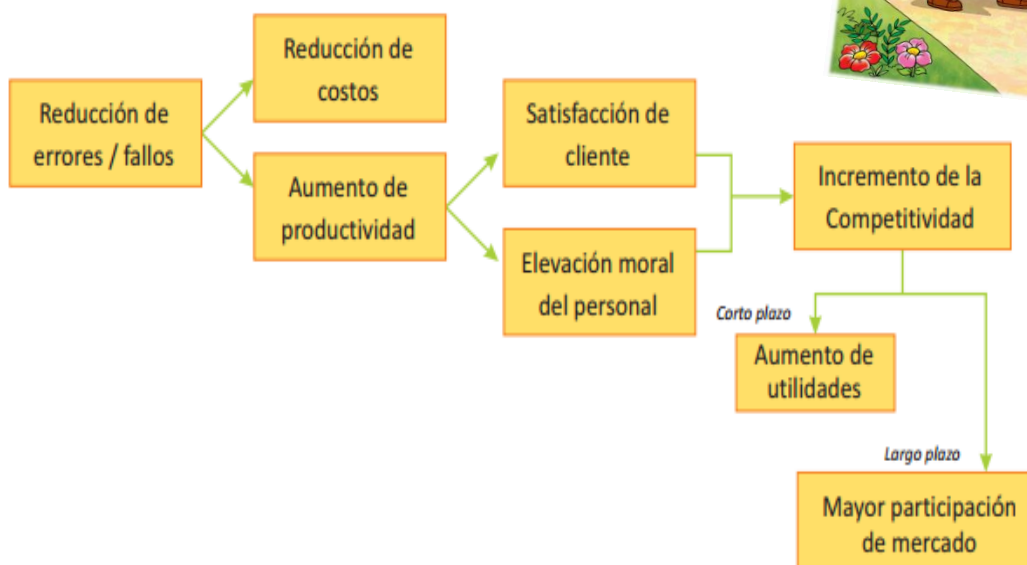 Reducción de
costos
Reducción de
errores / fallos
Aumento de
productividad
Satisfacción de
cliente
Elevación moral
del personal
Incremento de la
Competitividad
Corto plazo
Aumento de
utilidades
Largo plazo
Mayor participación
de mercado